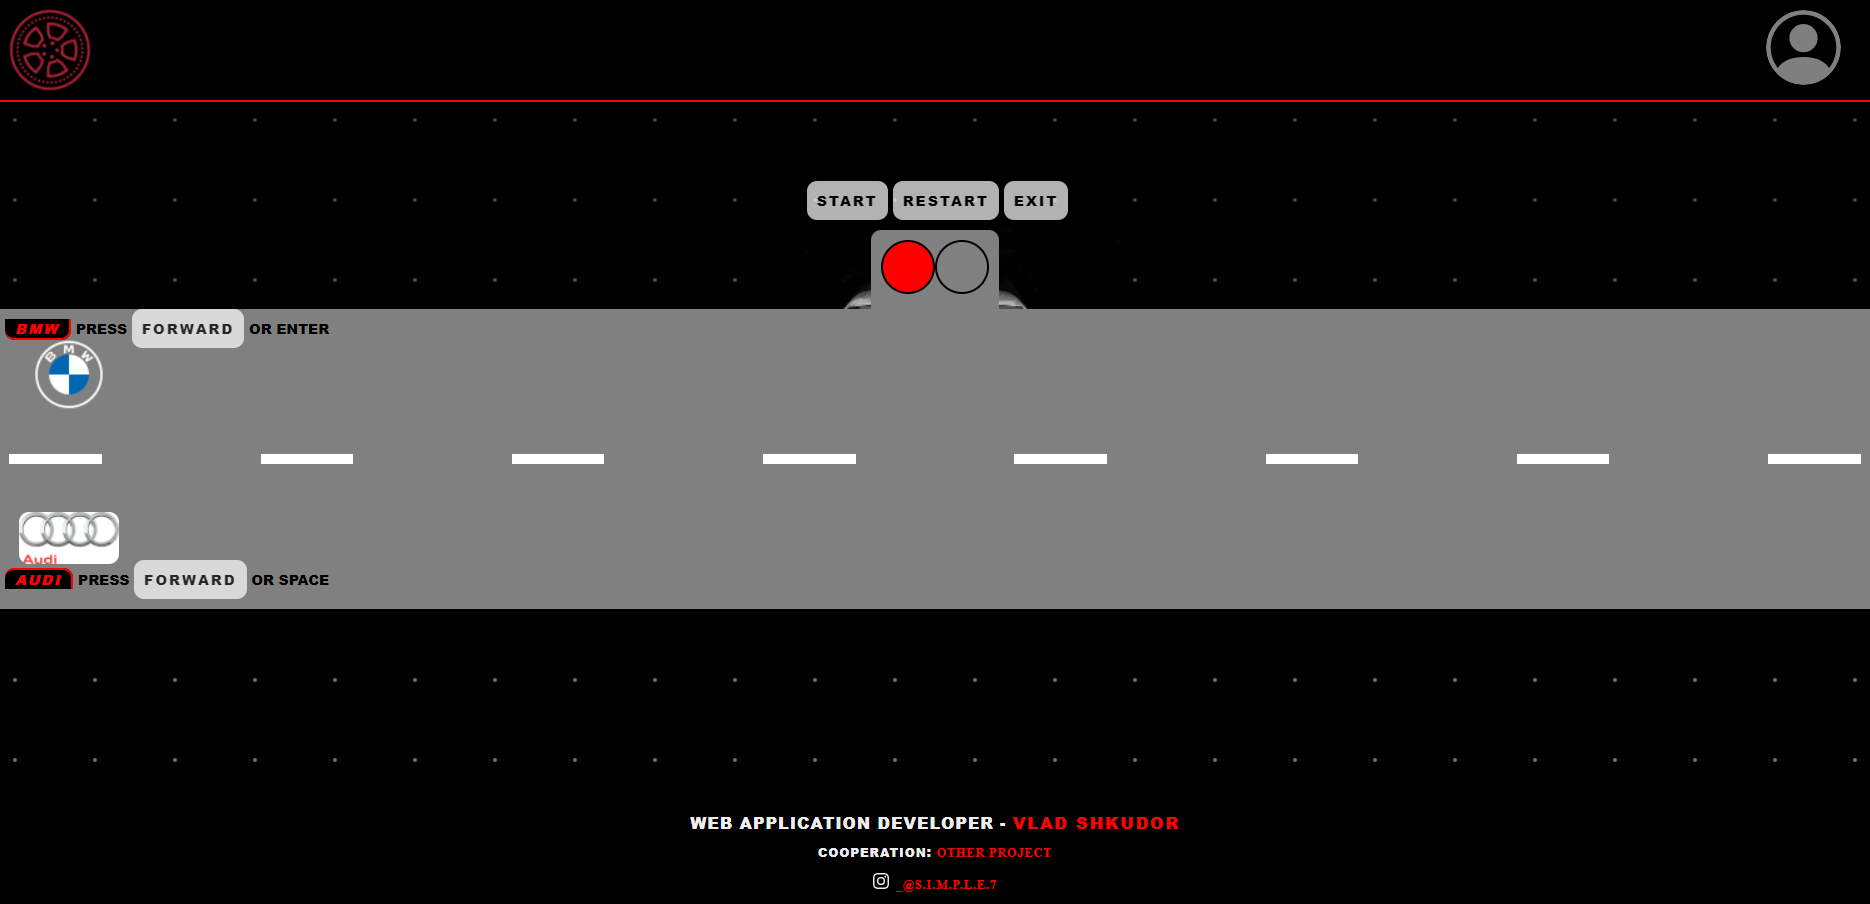 START RESTART EXIT
BMW PRESS FORWARD OR ENTER
BMW
Audi
AUDI PRESS FORWARD OR SPACE
WEB APPLICATION DEVELOPER - VLAD SHKUDOR
COOPERATION: OTHER PROJECT
_@S.I.M.P.L.E.7